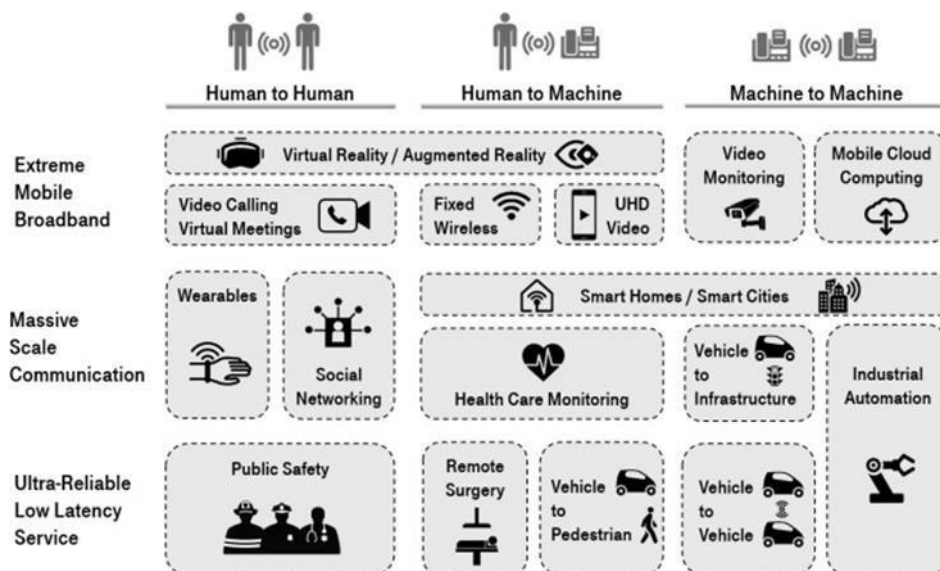 Human to Human
Human to Machine
Machine to Machine
Extreme
Mobile
Broadband
Virtual Reality / Augmented Reality
Video
Monitoring
Mobile Cloud
Computing
Video Calling
Virtual Meetings
Fixed
Wireless
UHD
Video
Massive
Scale
Communication
Wearables
Social
Networking
Smart Homes / Smart Cities
Health Care Monitoring
Vehicle
to
Infrastructure
Industrial
Automation
Ultra-Reliable
Low Latency
Service
Public Safety
Remote
Surgery
Vehicle
to
Pedestrian
Vehicle
to
Vehicle